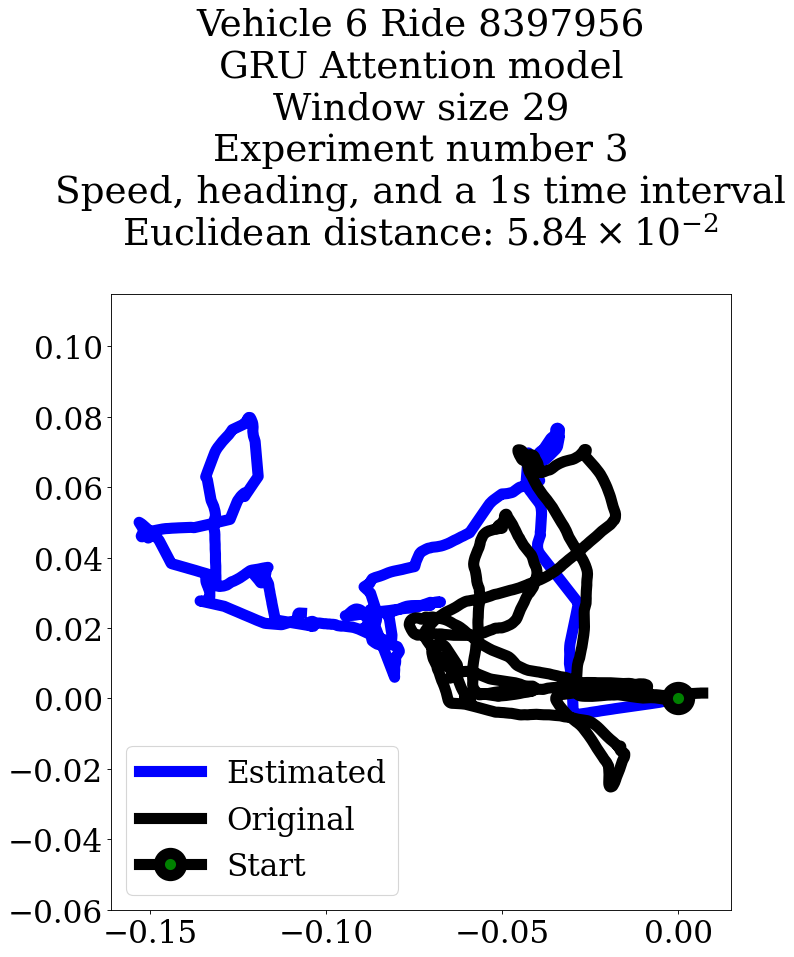 Vehicle 6 Ride 8397956
GRU Attention model
Window size 29
Experiment number 3
Speed, heading, and a 1s time interval
Euclidean distance: 5.84 × 10⁻²
0.10
0.08
0.06
0.04
0.02
0.00
−0.02
−0.04
−0.06
Estimated
Original
Start
−0.15 −0.10 −0.05 0.00